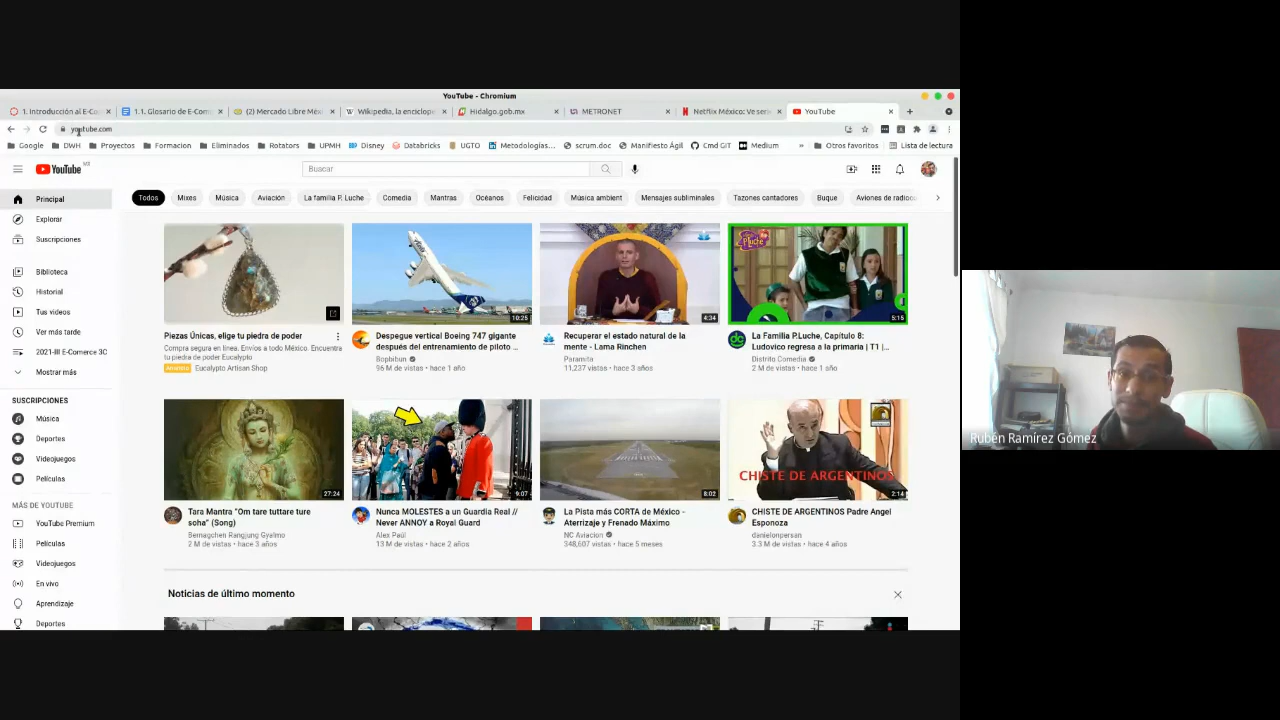 YouTube - Chromium
1. Introducción al E-Co
1.1. Glosario de E-Com
(2) Mercado Libre Méx
Wikipedia, la enciclope
Hidalgo.gob.mx
METRONET
Netflix México: Ve seri
YouTube
youtube.com
Google
DWH
Proyectos
Formacion
Eliminados
Rotators
UPMH
Disney
Databricks
UGTO
Metodologías...
scrum.doc
Manifiesto Ágil
Cmd GIT
Medium
»
Otros favoritos
Lista de lectura
YouTube MX
Buscar
Principal
Explorar
Suscripciones
Biblioteca
Historial
Tus videos
Ver más tarde
2021-III E-Comerce 3C
Mostrar más
SUSCRIPCIONES
Música
Deportes
Videojuegos
Películas
MÁS DE YOUTUBE
YouTube Premium
Películas
Videojuegos
En vivo
Aprendizaje
Deportes
Todos
Mixes
Música
Aviación
La familia P. Luche
Comedia
Mantras
Océanos
Felicidad
Música ambient
Mensajes subliminales
Tazones cantadores
Buque
Aviones de radioco
10:25
4:34
P.Luche
5:15
Piezas Únicas, elige tu piedra de poder
Compra segura en línea. Envíos a todo México. Encuentra
tu piedra de poder Eucalypto
Anuncio
Eucalypto Artisan Shop
Despegue vertical Boeing 747 gigante
después del entrenamiento de piloto ...
Bopbibun
96 M de vistas • hace 1 año
Recuperar el estado natural de la
mente - Lama Rinchen
Paramita
11,237 vistas • hace 3 años
dc
La Familia P.Luche, Capítulo 8:
Ludovico regresa a la primaria | T1 |...
Distrito Comedia
2 M de vistas • hace 1 año
27:24
9:07
8:02
CHISTE DE ARGENTINOS
2:14
Tara Mantra "Om tare tuttare ture
soha" (Song)
Bernagchen Rangjung Gyalmo
2 M de vistas • hace 3 años
Nunca MOLESTES a un Guardia Real //
Never ANNOY a Royal Guard
Alex Paúl
13 M de vistas • hace 2 años
La Pista más CORTA de México -
Aterrizaje y Frenado Máximo
NC Aviacion
348,607 vistas • hace 5 meses
CHISTE DE ARGENTINOS Padre Angel
Esponoza
danielonpersan
3.3 M de vistas • hace 4 años
Noticias de último momento
Rubén Ramírez Gómez